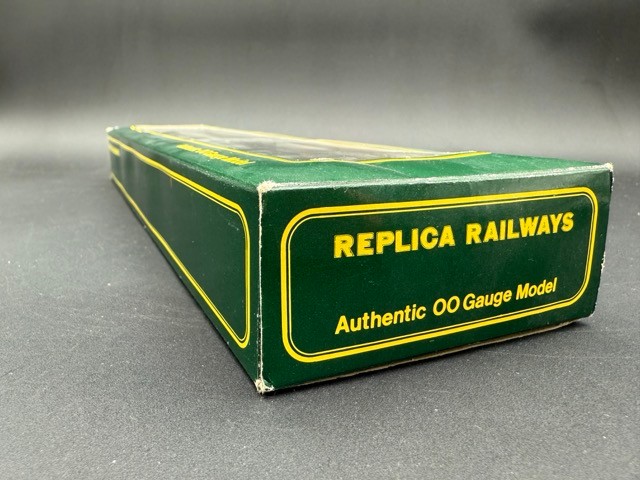 REPLICA RAILWAYS
Authentic OO Gauge Model